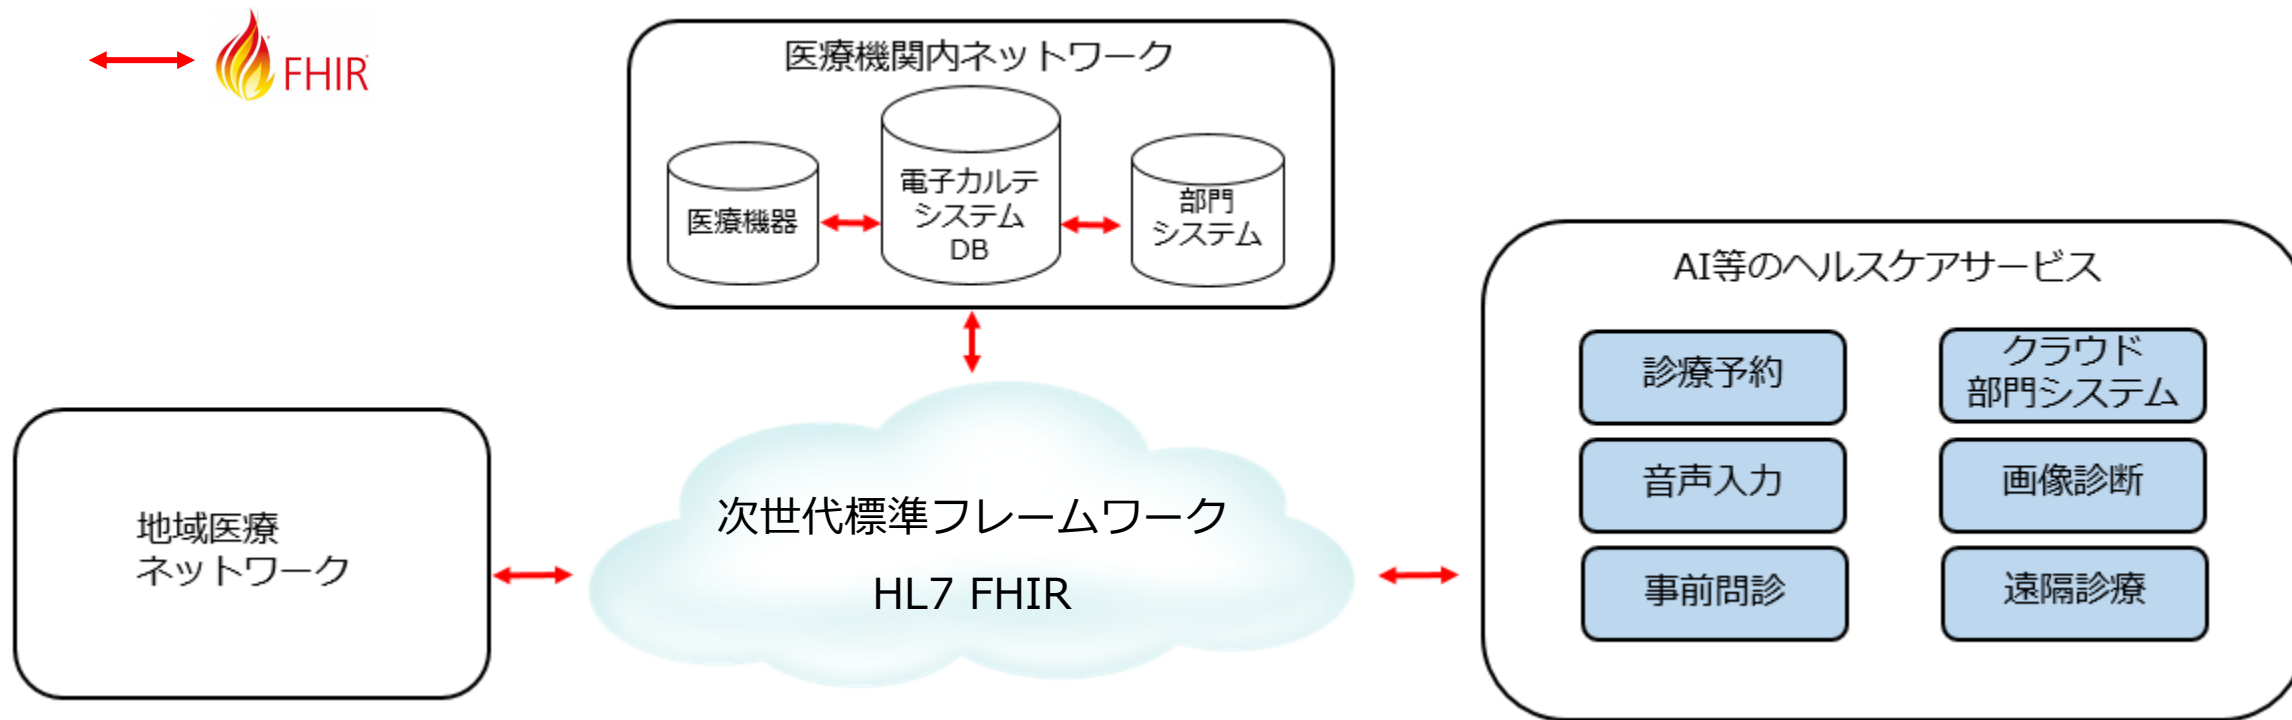 FHIR
医療機関内ネットワーク
医療機器
電子カルテ
システム
DB
部門
システム
AI等のヘルスケアサービス
診療予約
クラウド
部門システム
音声入力
画像診断
事前問診
遠隔診療
地域医療
ネットワーク
次世代標準フレームワーク
HL7 FHIR